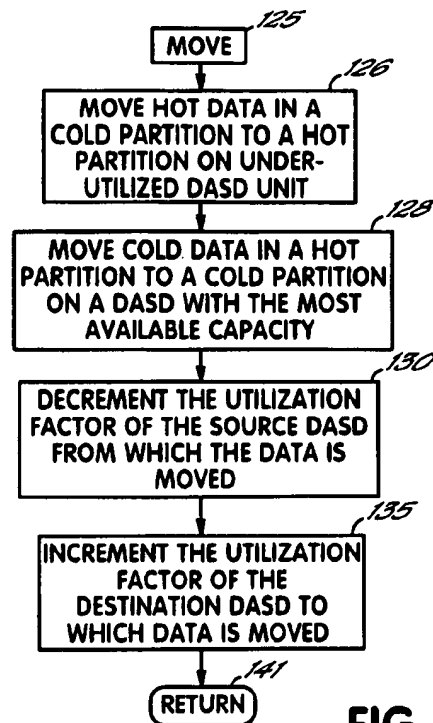 125
MOVE
126
MOVE HOT DATA IN A
COLD PARTITION TO A HOT
PARTITION ON UNDER-
UTILIZED DASD UNIT
128
MOVE COLD DATA IN A HOT
PARTITION TO A COLD PARTITION
ON A DASD WITH THE MOST
AVAILABLE CAPACITY
130
DECREMENT THE UTILIZATION
FACTOR OF THE SOURCE DASD
FROM WHICH THE DATA IS
MOVED
135
INCREMENT THE UTILIZATION
FACTOR OF THE
DESTINATION DASD TO
WHICH DATA IS MOVED
141
RETURN
FIG